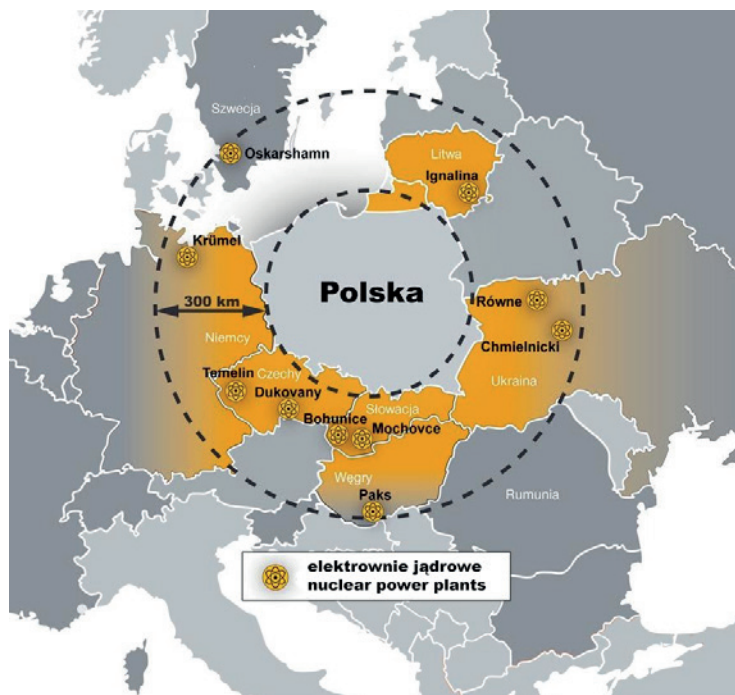 Szwecja
Oskarshamn
Litwa
Ignalina
Krümel
Polska
300 km
Równe
Niemcy
Chmielnicki
Temelin
Czechy
Ukraina
Dukovany
Bohunice
Słowacja
Mochovce
Węgry
Paks
Rumunia
elektrownie jądrowe
nuclear power plants